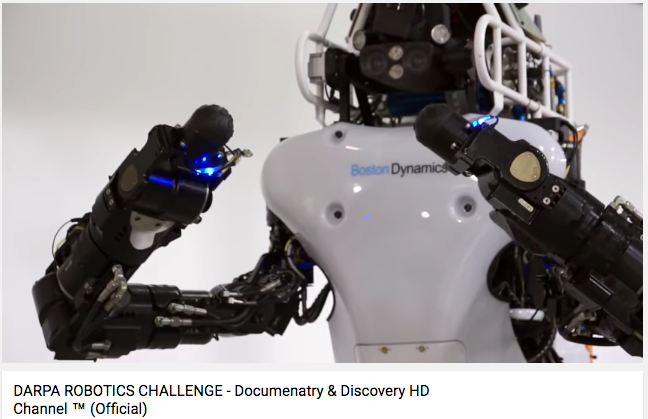 Boston Dynamics
DARPA ROBOTICS CHALLENGE - Documenatry & Discovery HD
Channel ™ (Official)